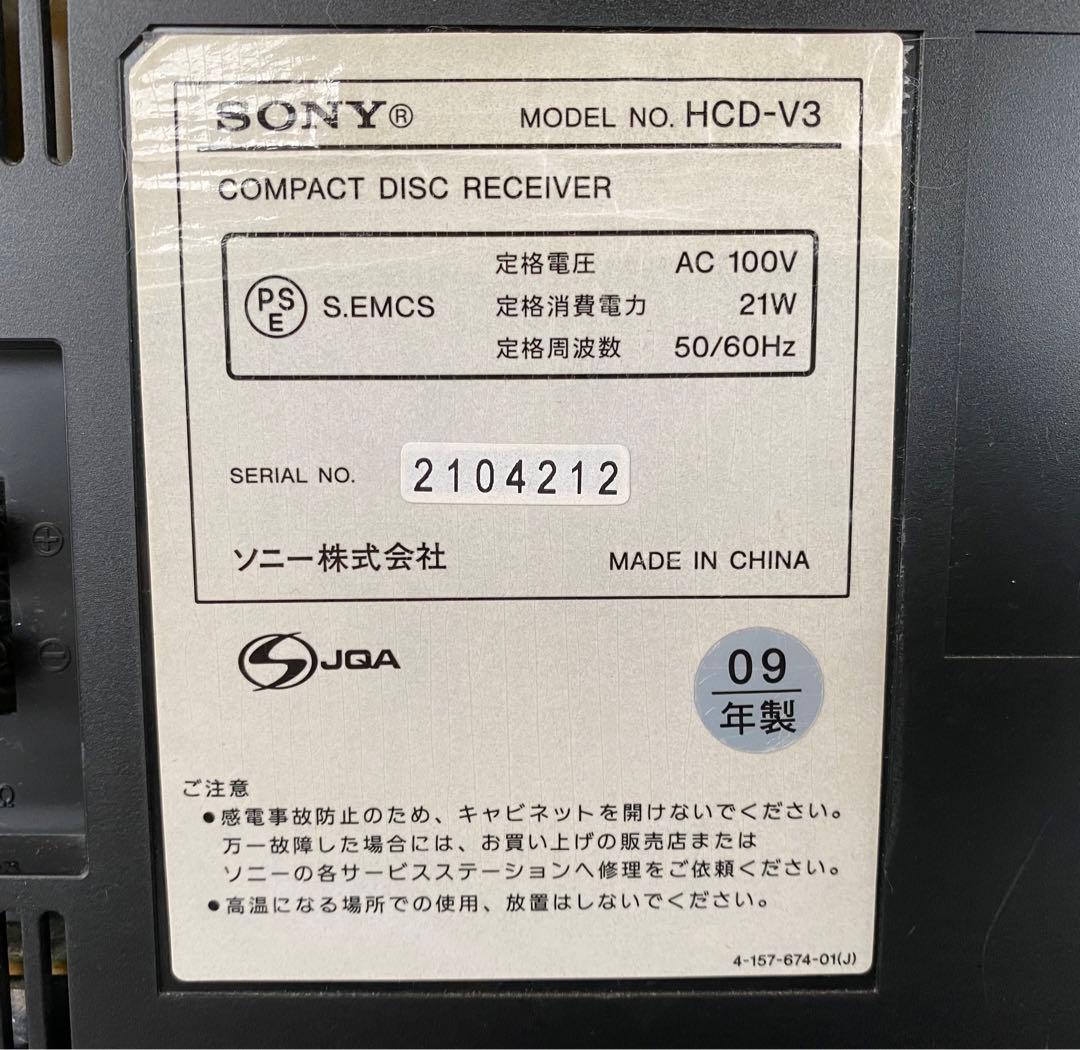 SONY® MODEL NO. HCD-V3
COMPACT DISC RECEIVER
PSE S.EMCS
定格電圧 AC 100V
定格消費電力 21W
定格周波数 50/60Hz
SERIAL NO. 2104212
ソニー株式会社 MADE IN CHINA
JQA
09
年製
ご注意
●感電事故防止のため、キャビネットを開けないでください。
万一故障した場合には、お買い上げの販売店または
ソニーの各サービスステーションへ修理をご依頼ください。
●高温になる場所での使用、放置はしないでください。
4-157-674-01(J)